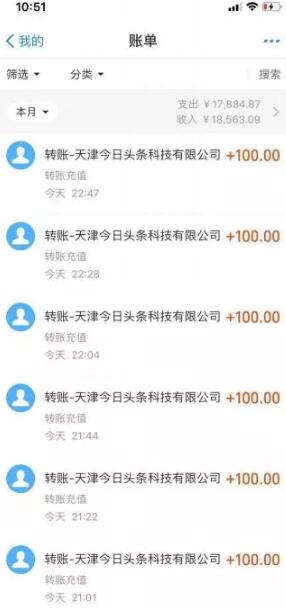 10:51
我的
账单
筛选
分类
搜索
本月
支出 ￥17,884.87
收入 ￥18,563.09
转账-天津今日头条科技有限公司 +100.00
转账充值
今天 22:47
转账-天津今日头条科技有限公司 +100.00
转账充值
今天 22:28
转账-天津今日头条科技有限公司 +100.00
转账充值
今天 22:04
转账-天津今日头条科技有限公司 +100.00
转账充值
今天 21:44
转账-天津今日头条科技有限公司 +100.00
转账充值
今天 21:22
转账-天津今日头条科技有限公司 +100.00
转账充值
今天 21:01